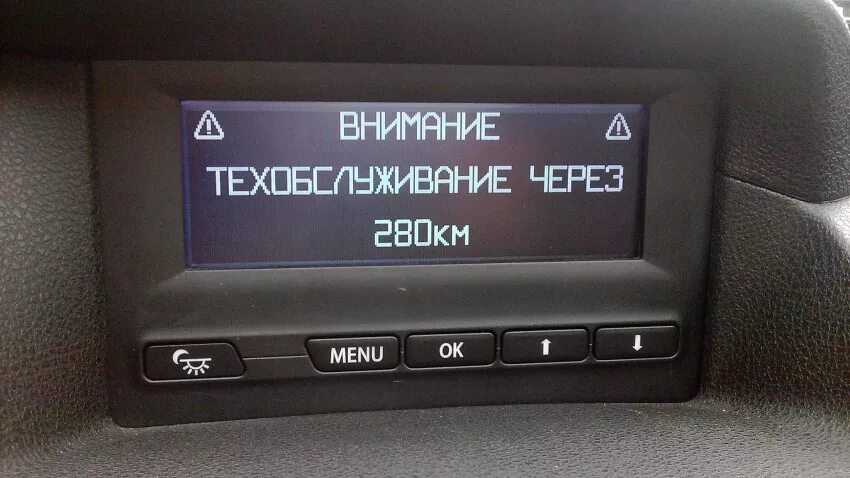 ВНИМАНИЕ
ТЕХОБСЛУЖИВАНИЕ ЧЕРЕЗ
280км
MENU OK